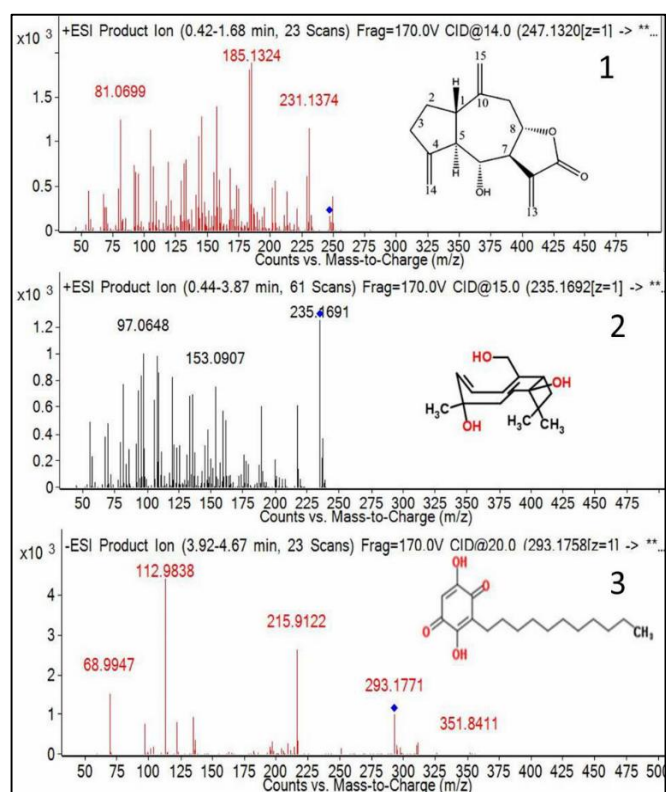 +ESI Product Ion (0.42-1.68 min, 23 Scans) Frag=170.0V CID@14.0 (247.1320[z=1] -> **...
x10 3
1
185.1324
81.0699
231.1374
15
H
2
1
10
3
5
8
O
4
7
O
H
14
OH
13
1.5
1
0.5
0
50 75 100 125 150 175 200 225 250 275 300 325 350 375 400 425 450 475
Counts vs. Mass-to-Charge (m/z)
+ESI Product Ion (0.44-3.87 min, 61 Scans) Frag=170.0V CID@15.0 (235.1692[z=1] -> **...
x10 3
2
235.1691
97.0648
153.0907
HO
OH
H3C
OH
H3C
CH3
1.2
1
0.8
0.6
0.4
0.2
0
50 75 100 125 150 175 200 225 250 275 300 325 350 375 400 425 450 475
Counts vs. Mass-to-Charge (m/z)
-ESI Product Ion (3.92-4.67 min, 23 Scans) Frag=170.0V CID@20.0 (293.1758[z=1] -> **...
x10 3
3
112.9838
215.9122
68.9947
293.1771
351.8411
OH
O
O
CH3
OH
4
3
2
1
0
50 75 100 125 150 175 200 225 250 275 300 325 350 375 400 425 450 475 50
Counts vs. Mass-to-Charge (m/z)